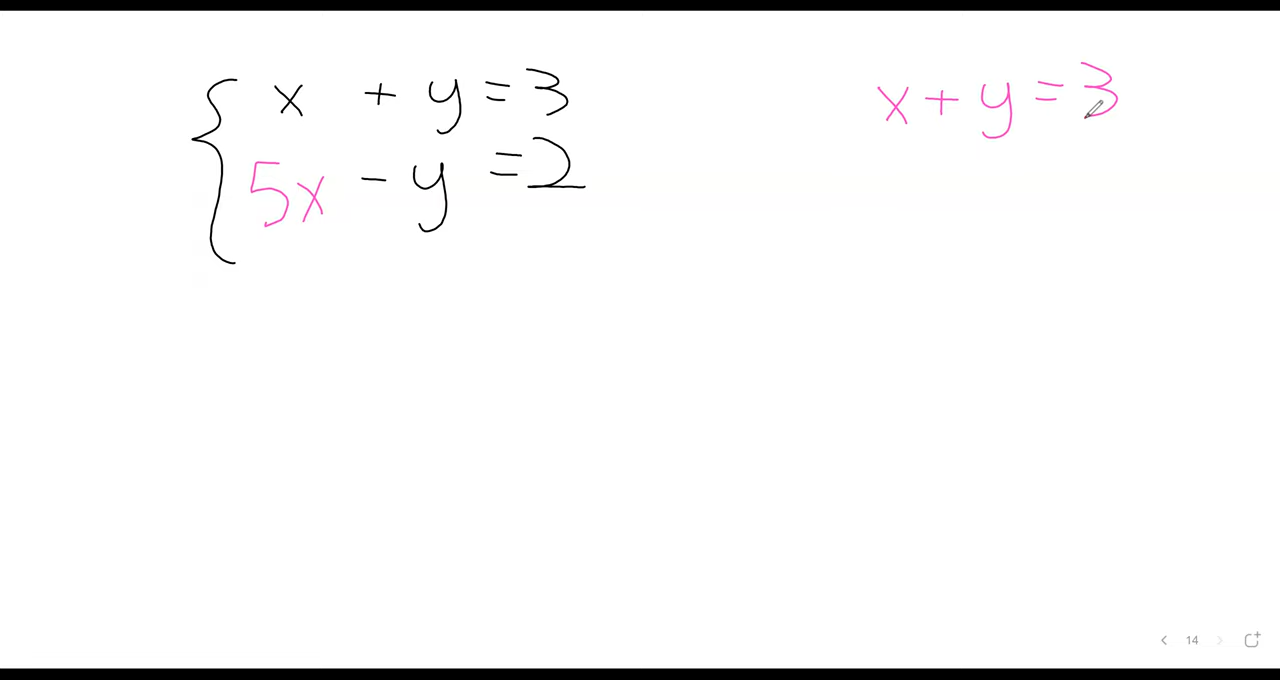 x + y = 3
5x - y = 2
x + y = 3
14